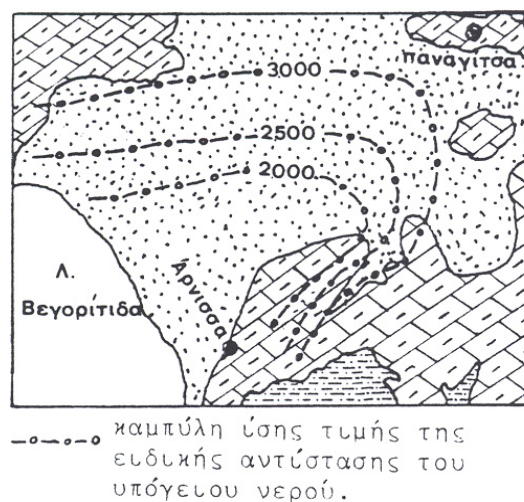 Παναγίτσα
3000
2500
2000
Λ.
Βεγορίτιδα
Άρνισσα
καμπύλη ίσης τιμής της
ειδικής αντίστασης του
υπόγειου νερού.